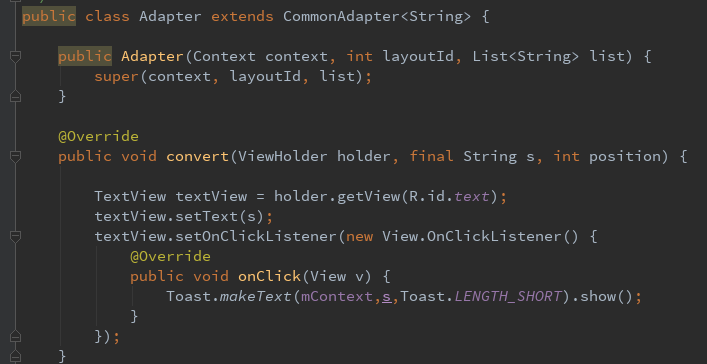 public class Adapter extends CommonAdapter<String> {
public Adapter(Context context, int layoutId, List<String> list) {
super(context, layoutId, list);
}
@Override
public void convert(ViewHolder holder, final String s, int position) {
TextView textView = holder.getView(R.id.text);
textView.setText(s);
textView.setOnClickListener(new View.OnClickListener() {
@Override
public void onClick(View v) {
Toast.makeText(mContext,s,Toast.LENGTH_SHORT).show();
}
});
}